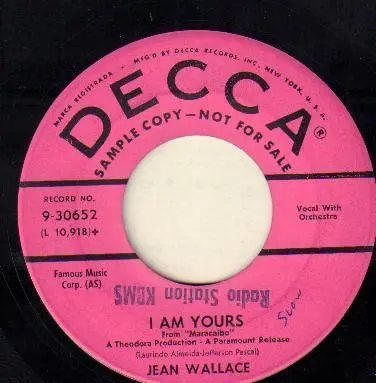 MARCA REGISTRADA • MFG'D BY DECCA RECORDS, INC., NEW YORK, U.S.A.
DECCA®
SAMPLE COPY—NOT FOR SALE
RECORD NO.
9-30652
(L 10,918)+
Vocal With
Orchestra
Famous Music
Corp. (AS)
Radio Station KBMS
Slow
I AM YOURS
From "Maracaibo"
A Theodora Production - A Paramount Release
(Laurindo Almeida-Jefferson Pascal)
JEAN WALLACE